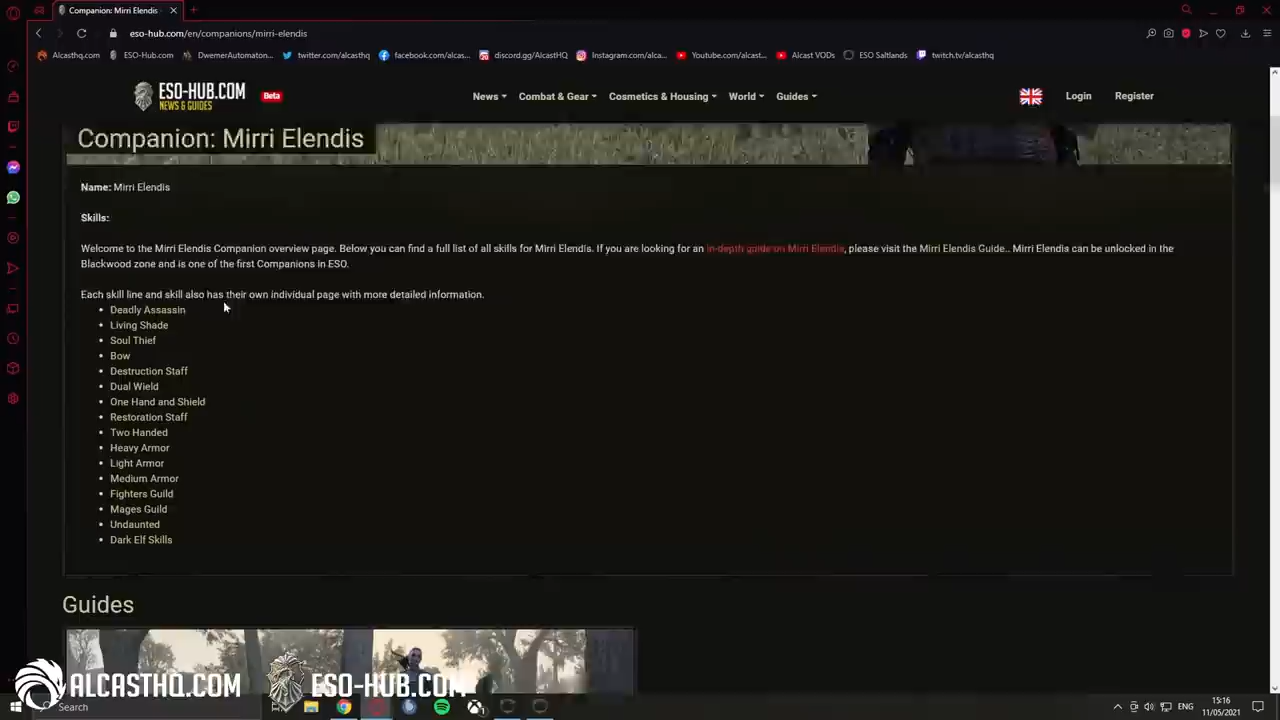 Companion: Mirri Elendis
eso-hub.com/en/companions/mirri-elendis
Alcasthq.com ESO-Hub.com DwemerAutomaton... twitter.com/alcasthq facebook.com/alcas... discord.gg/AlcastHQ Instagram.com/alca... Youtube.com/alcast... Alcast VODs ESO Saltlands twitch.tv/alcasthq
ESO-HUB.COM
NEWS & GUIDES
Beta
News Combat & Gear Cosmetics & Housing World Guides
Login Register
Companion: Mirri Elendis
Name: Mirri Elendis
Skills:
Welcome to the Mirri Elendis Companion overview page. Below you can find a full list of all skills for Mirri Elendis. If you are looking for an in-depth guide on Mirri Elendis, please visit the Mirri Elendis Guide.. Mirri Elendis can be unlocked in the
Blackwood zone and is one of the first Companions in ESO.
Each skill line and skill also has their own individual page with more detailed information.
Deadly Assassin
Living Shade
Soul Thief
Bow
Destruction Staff
Dual Wield
One Hand and Shield
Restoration Staff
Two Handed
Heavy Armor
Light Armor
Medium Armor
Fighters Guild
Mages Guild
Undaunted
Dark Elf Skills
Guides
ALCASTHQ.COM ESO-HUB.COM
Search
ENG
15:16
11/05/2021